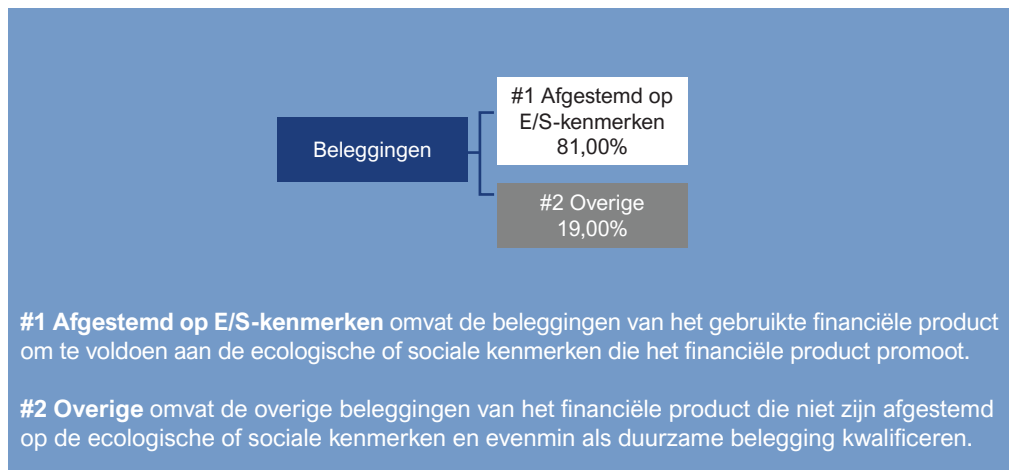 Beleggingen
#1 Afgestemd op
E/S-kenmerken
81,00%
#2 Overige
19,00%
#1 Afgestemd op E/S-kenmerken omvat de beleggingen van het gebruikte financiële product
om te voldoen aan de ecologische of sociale kenmerken die het financiële product promoot.
#2 Overige omvat de overige beleggingen van het financiële product die niet zijn afgestemd
op de ecologische of sociale kenmerken en evenmin als duurzame belegging kwalificeren.